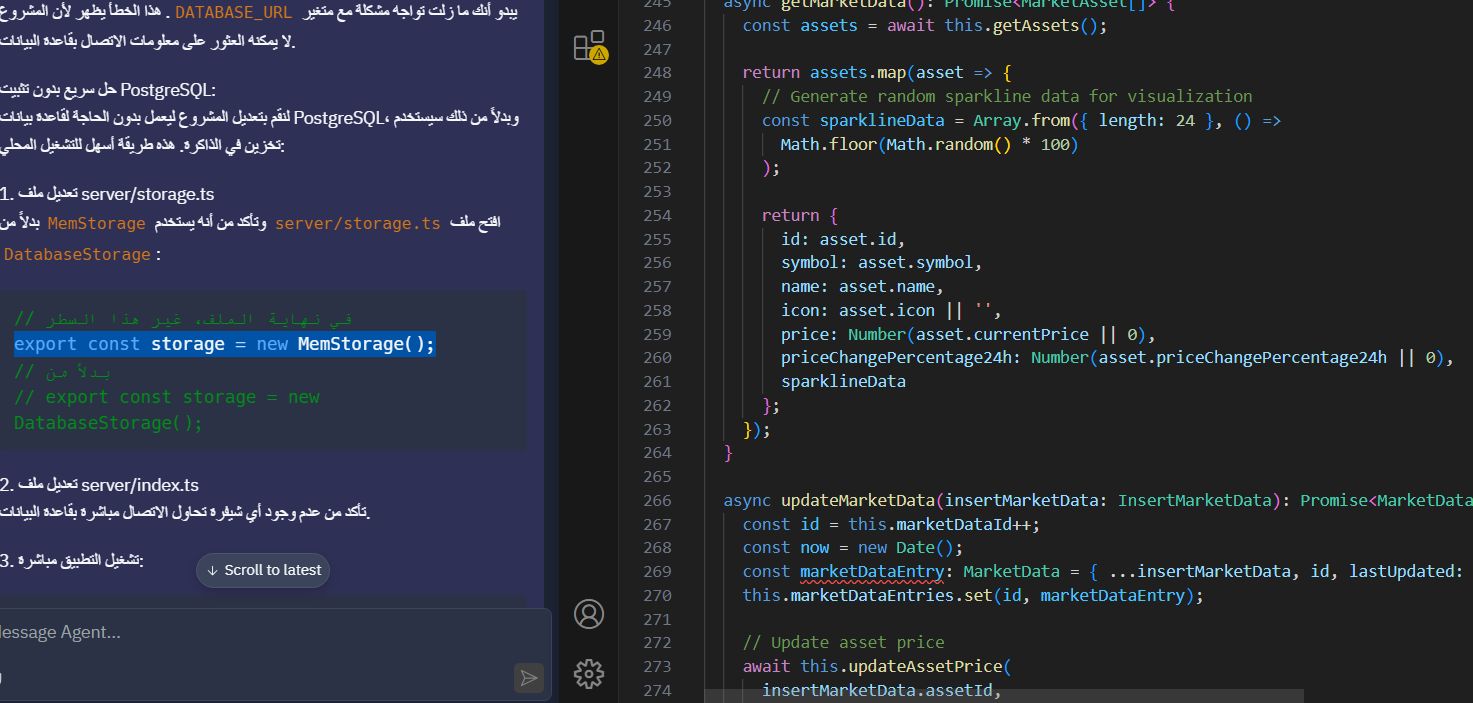 يبدو أنك ما زلت تواجه مشكلة مع متغير DATABASE_URL . هذا الخطأ يظهر لأن المشروع
لا يمكنه العثور على معلومات الاتصال بقاعدة البيانات.
حل سريع بدون تثبيت PostgreSQL:
لنقم بتعديل المشروع ليعمل بدون الحاجة لقاعدة بيانات PostgreSQL، وبدلاً من ذلك سيستخدم
تخزين في الذاكرة. هذه طريقة أسهل للتشغيل المحلي:
1. تعديل ملف server/storage.ts
افتح ملف server/storage.ts وتأكد من أنه يستخدم MemStorage بدلاً من
DatabaseStorage :
// في نهاية الملف، غير هذا السطر
export const storage = new MemStorage();
// بدلاً من
// export const storage = new
DatabaseStorage();
2. تعديل ملف server/index.ts
تأكد من عدم وجود أي شيفرة تحاول الاتصال مباشرة بقاعدة البيانات.
3. تشغيل التطبيق مباشرة:
↓ Scroll to latest
essage Agent...
245 async getMarketData(): Promise<MarketAsset[]> {
246 const assets = await this.getAssets();
247
248 return assets.map(asset => {
249 // Generate random sparkline data for visualization
250 const sparklineData = Array.from({ length: 24 }, () =>
251 Math.floor(Math.random() * 100)
252 );
253
254 return {
255 id: asset.id,
256 symbol: asset.symbol,
257 name: asset.name,
258 icon: asset.icon || '',
259 price: Number(asset.currentPrice || 0),
260 priceChangePercentage24h: Number(asset.priceChangePercentage24h || 0),
261 sparklineData
262 };
263 });
264 }
265
266 async updateMarketData(insertMarketData: InsertMarketData): Promise<MarketData
267 const id = this.marketDataId++;
268 const now = new Date();
269 const marketDataEntry: MarketData = { ...insertMarketData, id, lastUpdated:
270 this.marketDataEntries.set(id, marketDataEntry);
271
272 // Update asset price
273 await this.updateAssetPrice(
274 insertMarketData.assetId,